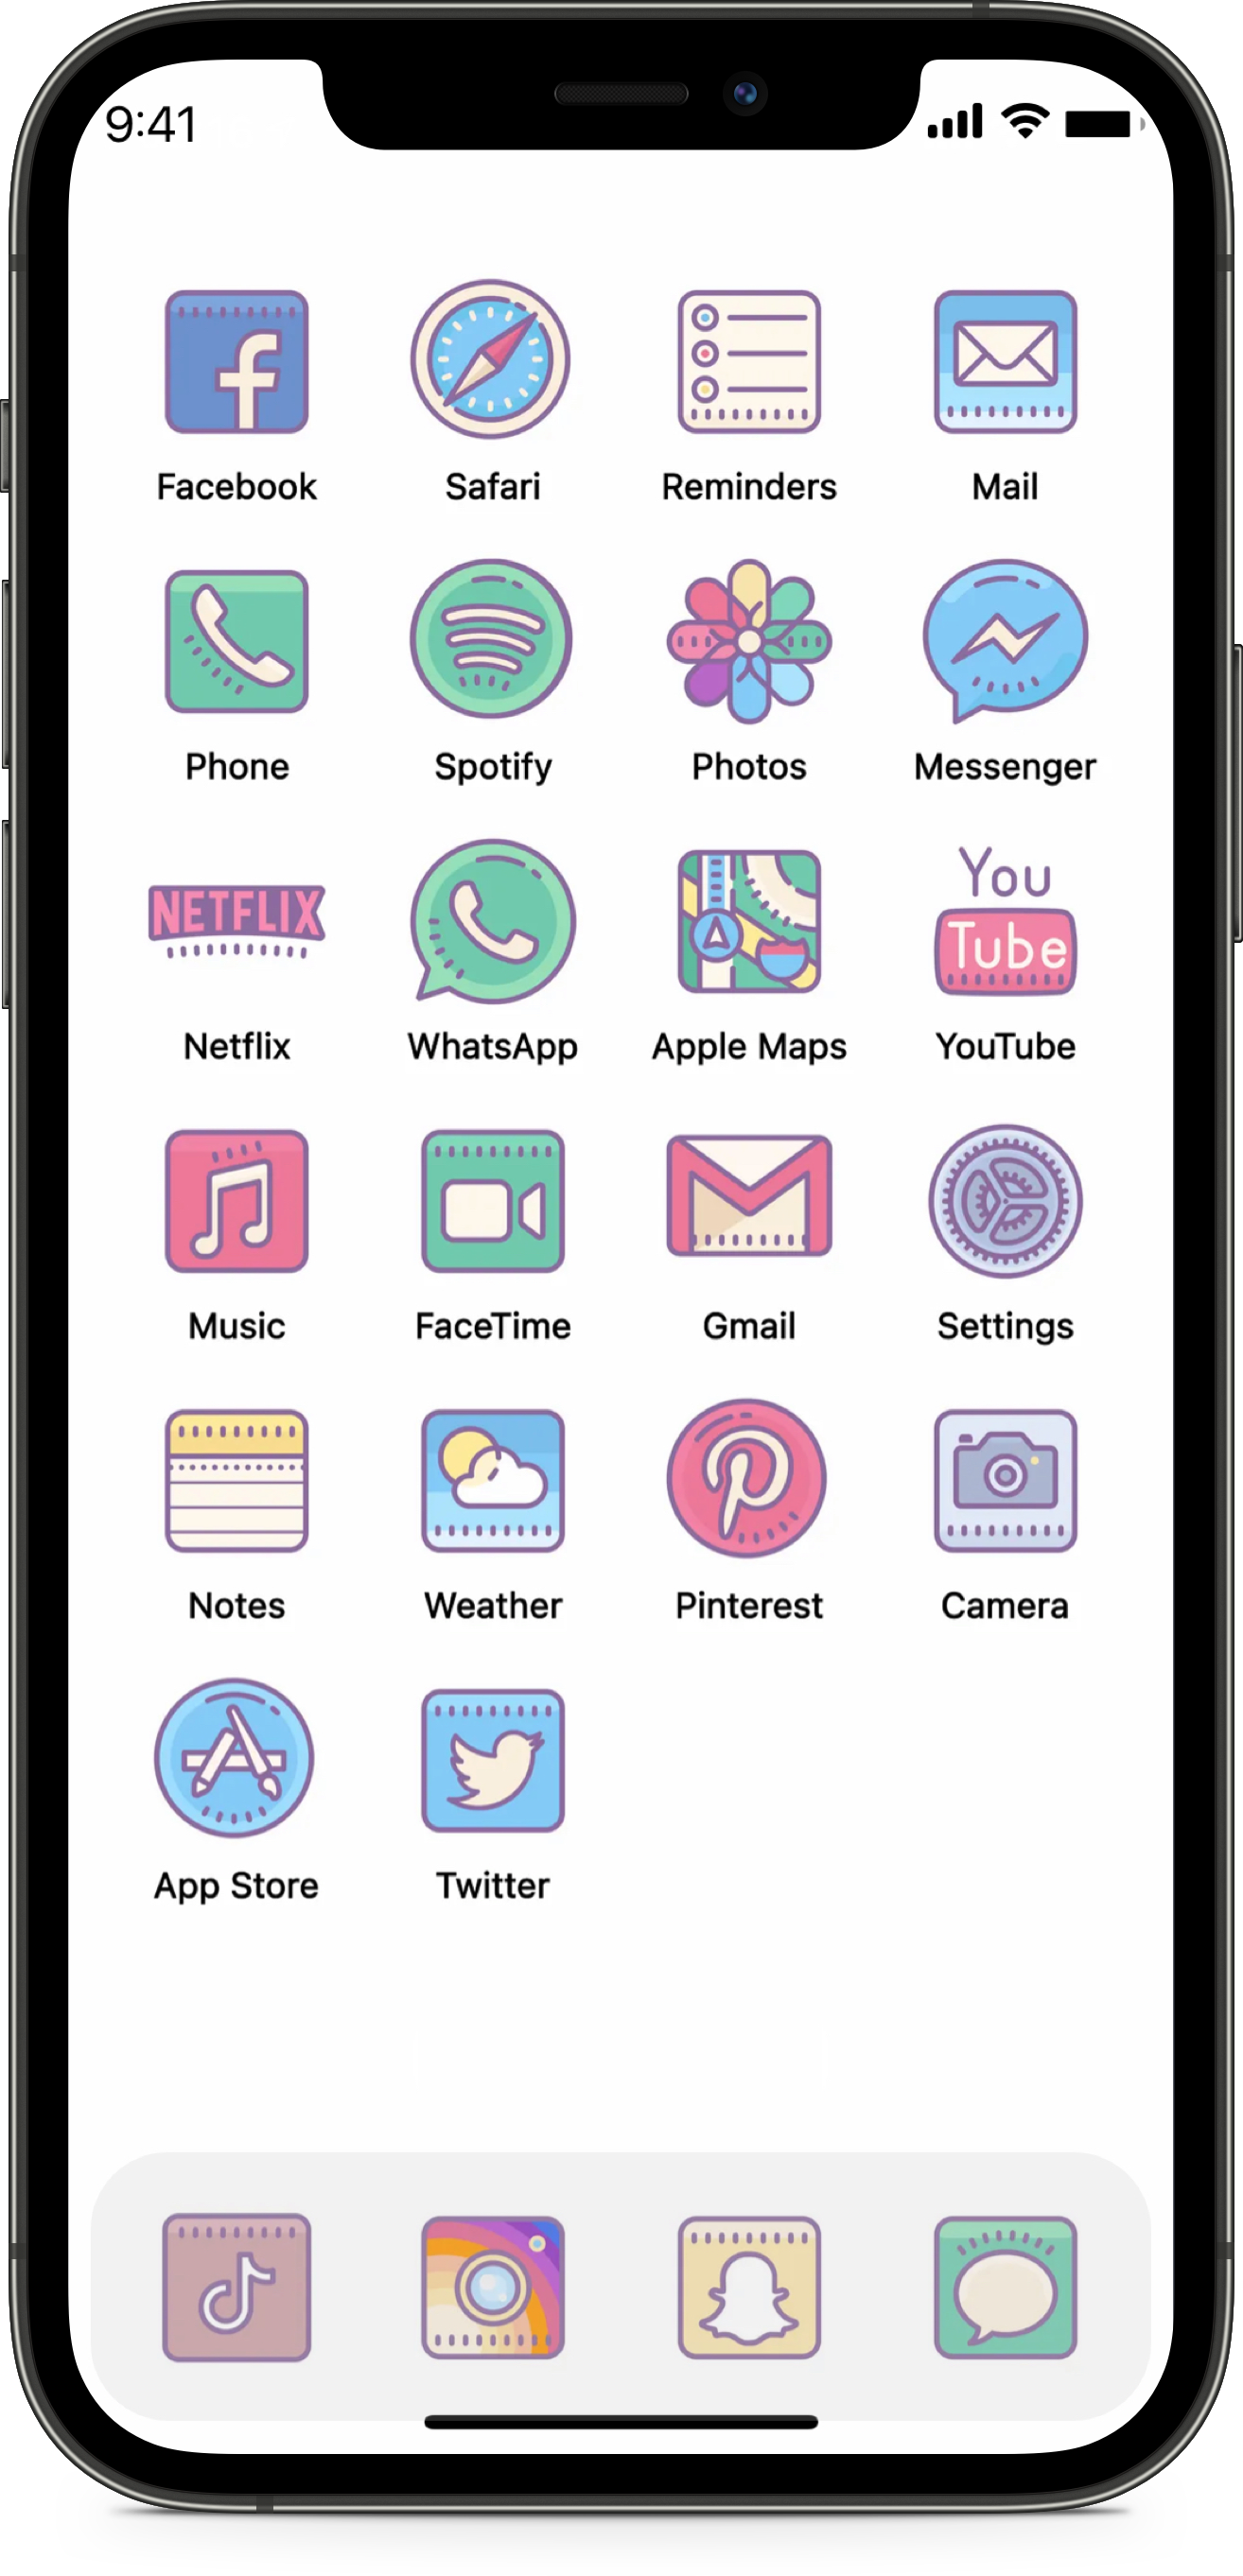 9:41
Facebook Safari Reminders Mail
Phone Spotify Photos Messenger
NETFLIX
You
Tube
Netflix WhatsApp Apple Maps YouTube
Music FaceTime Gmail Settings
Notes Weather Pinterest Camera
App Store Twitter